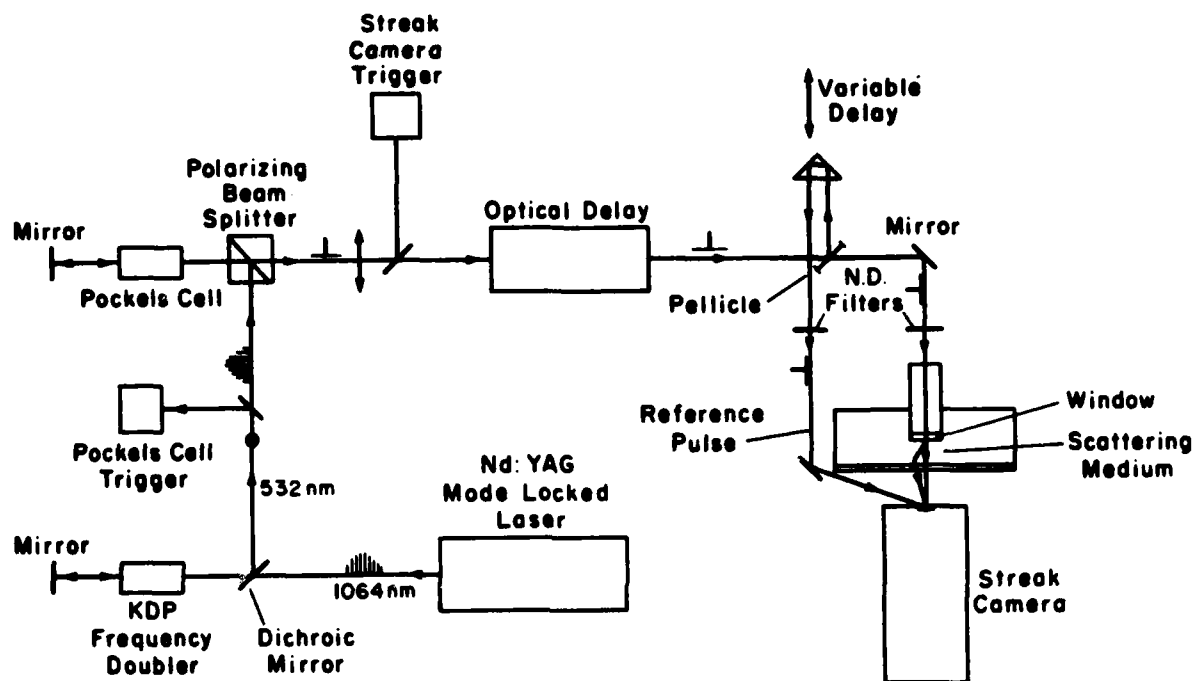 Streak
Camera
Trigger
Variable
Delay
Polarizing
Beam
Splitter
Optical Delay
Mirror
Mirror
Pockels Cell
Pellicle
N.D.
Filters
Pockels Cell
Trigger
Reference
Pulse
Window
Scattering
Medium
532 nm
Nd: YAG
Mode Locked
Laser
Mirror
1064 nm
KDP
Frequency
Doubler
Dichroic
Mirror
Streak
Camera